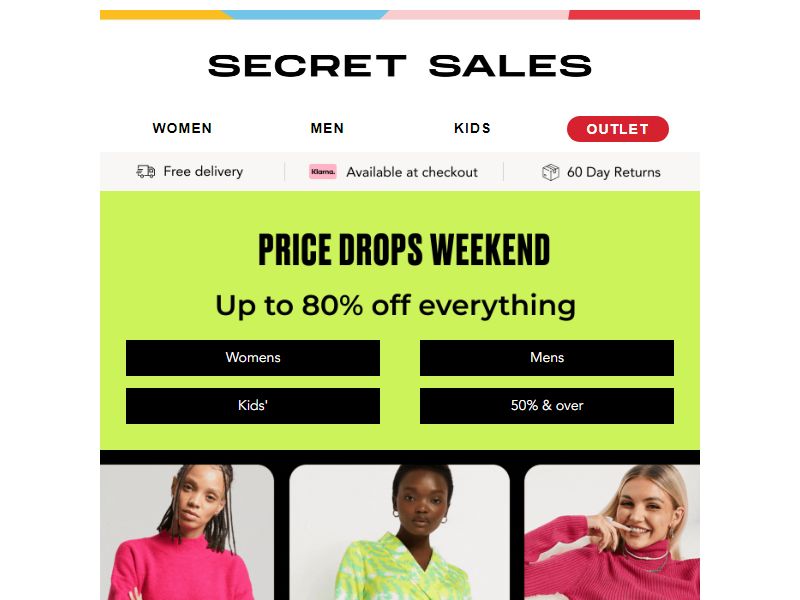 SECRET SALES
WOMEN MEN KIDS OUTLET
Free delivery Klarna. Available at checkout 60 Day Returns
PRICE DROPS WEEKEND
Up to 80% off everything
Womens Mens
Kids' 50% & over